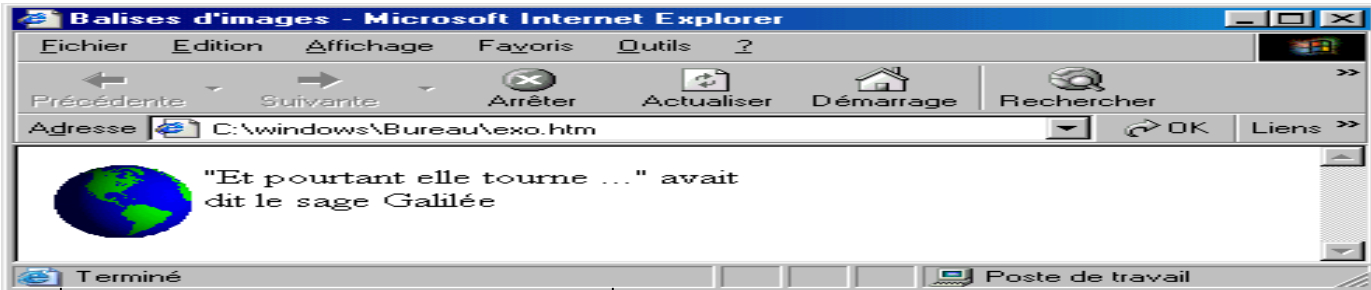 Balises d'images - Microsoft Internet Explorer
Fichier Edition Affichage Favoris Outils ?
Précédente Suivante Arrêter Actualiser Démarrage Rechercher »
Adresse C:\windows\Bureau\exo.htm OK Liens »
"Et pourtant elle tourne ..." avait
dit le sage Galilée
Terminé Poste de travail